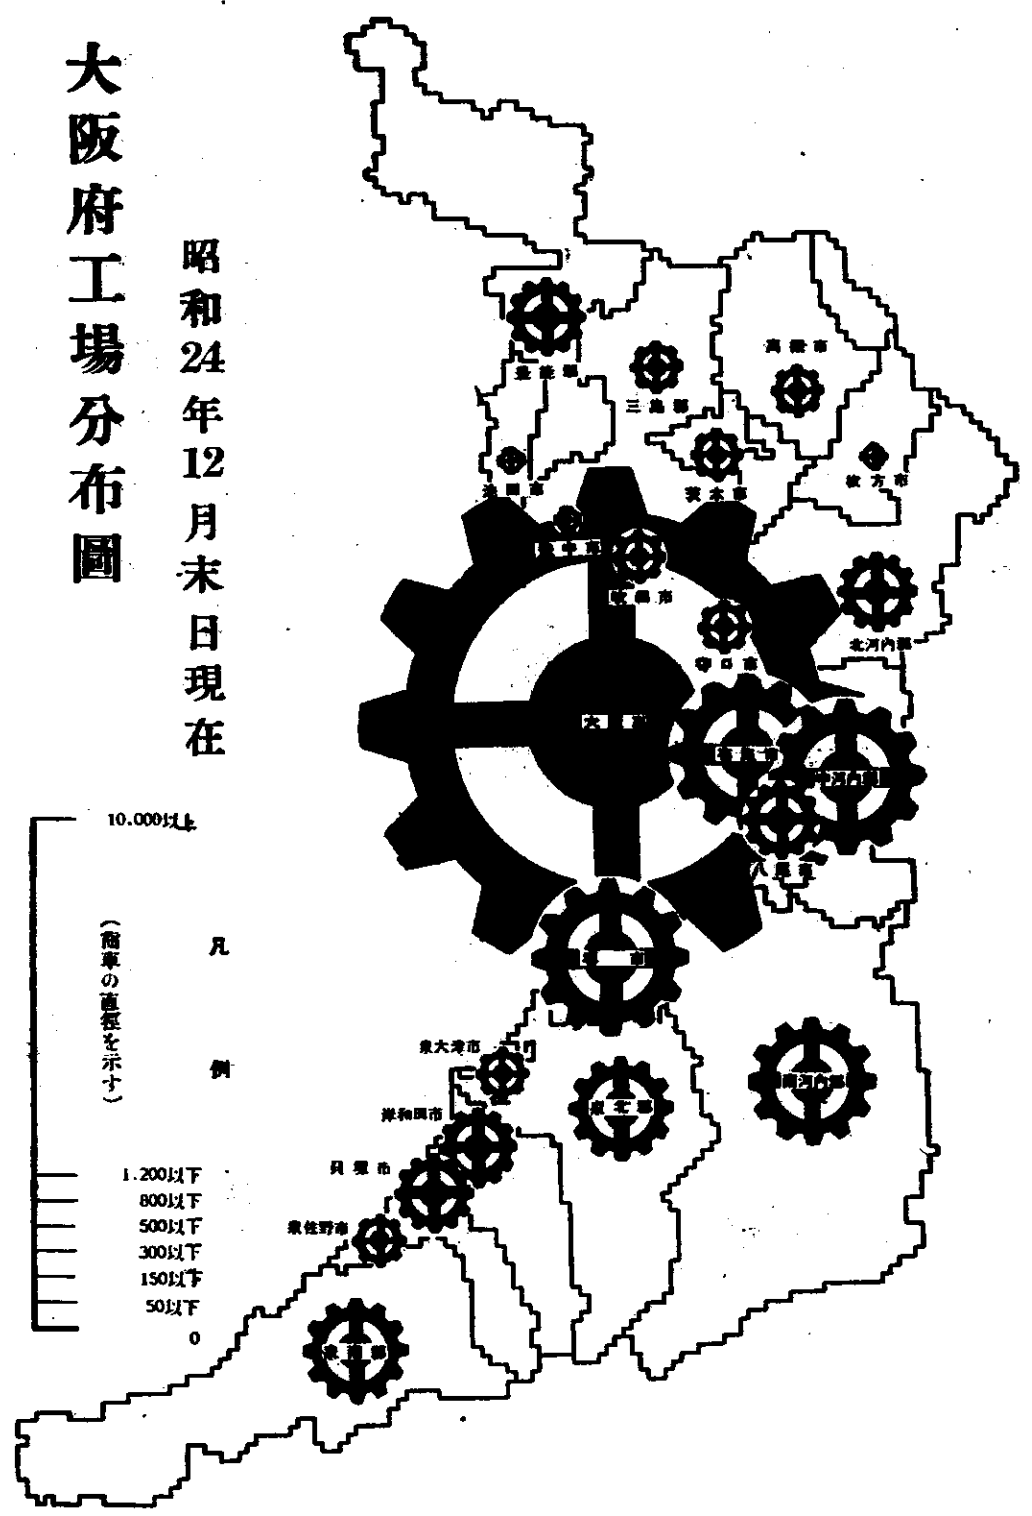 大阪府工場分布圖
昭和24年12月末日現在
10.000以上
凡例
(齒車の直徑を示す)
1.200以下
800以下
500以下
300以下
150以下
50以下
0
豊能郡
三島郡
高槻市
池田市
茨木市
枚方市
豊中市
吹田市
守口市
北河内郡
大阪市
布施市
中河内郡
八尾市
堺市
泉大津市
岸和田市
貝塚市
泉佐野市
泉北郡
南河内郡
泉南郡